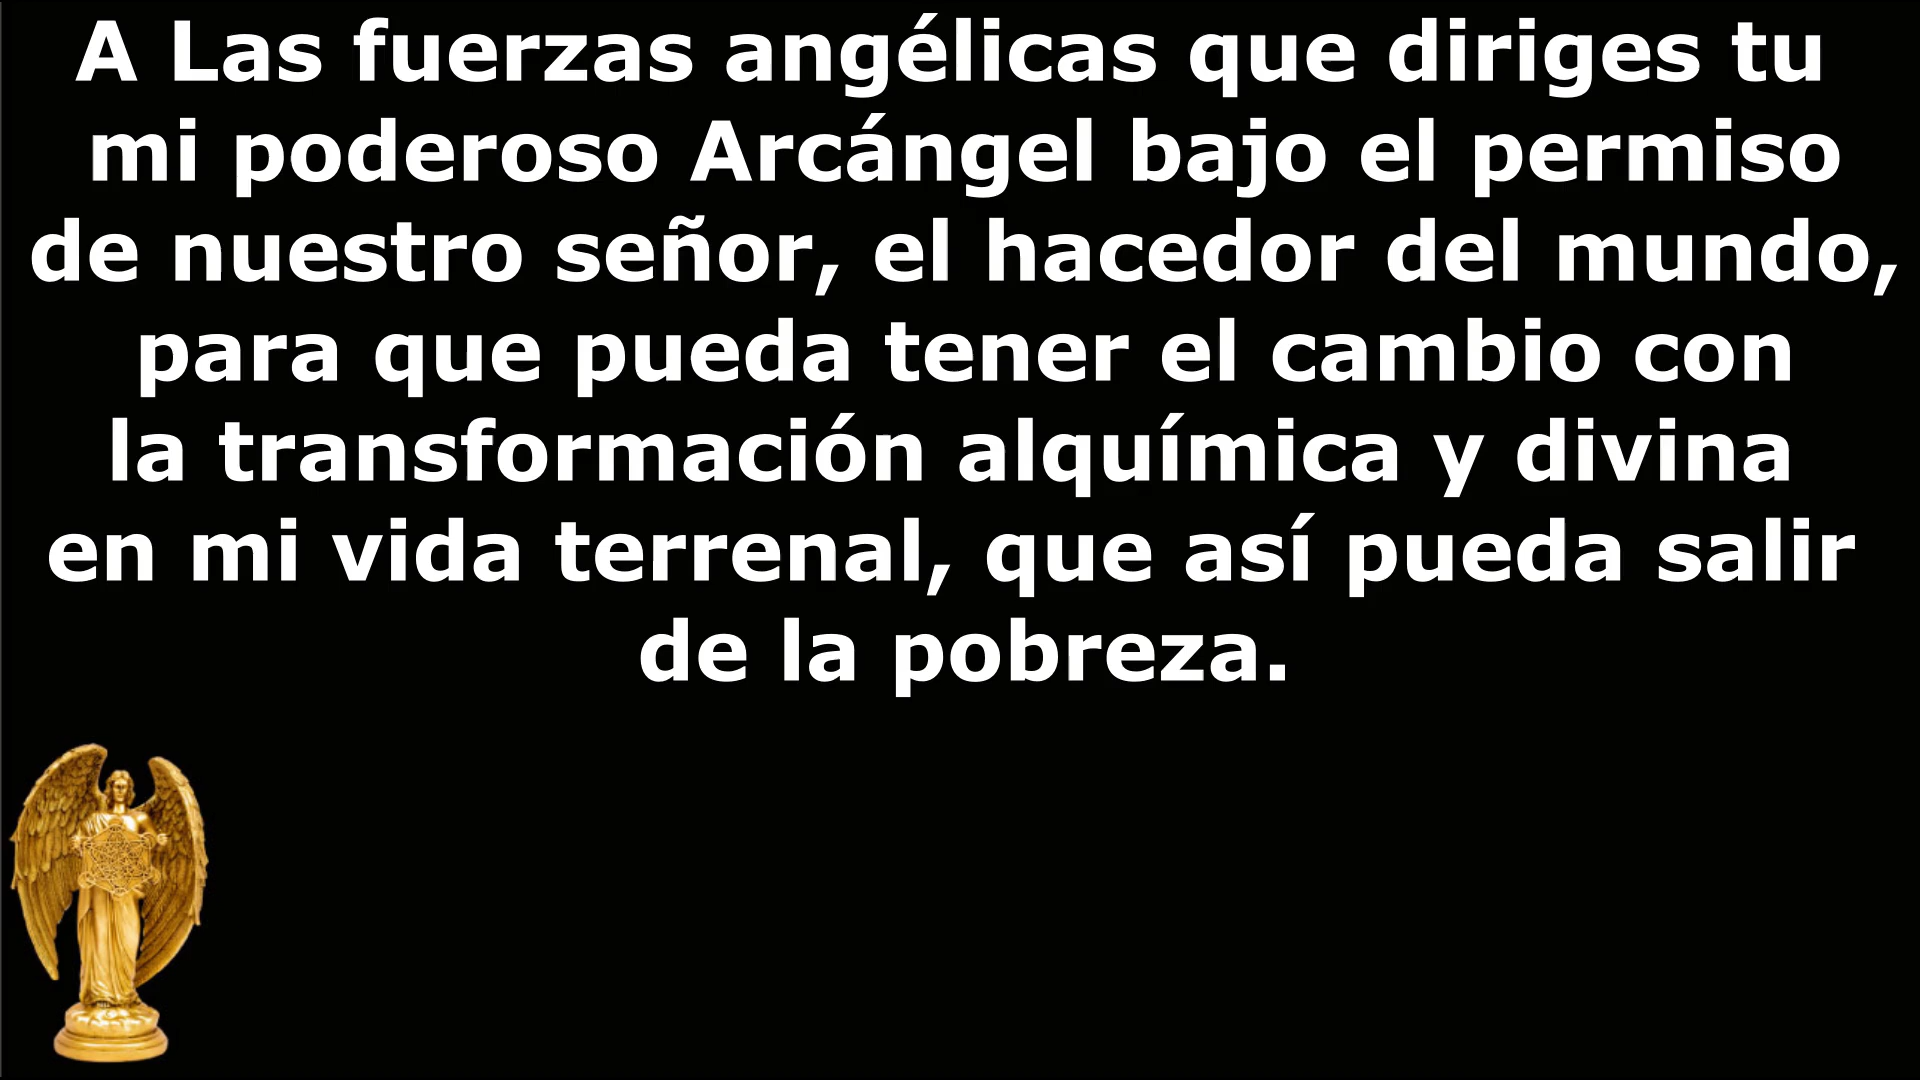 A Las fuerzas angélicas que diriges tu
mi poderoso Arcángel bajo el permiso
de nuestro señor, el hacedor del mundo,
para que pueda tener el cambio con
la transformación alquímica y divina
en mi vida terrenal, que así pueda salir
de la pobreza.